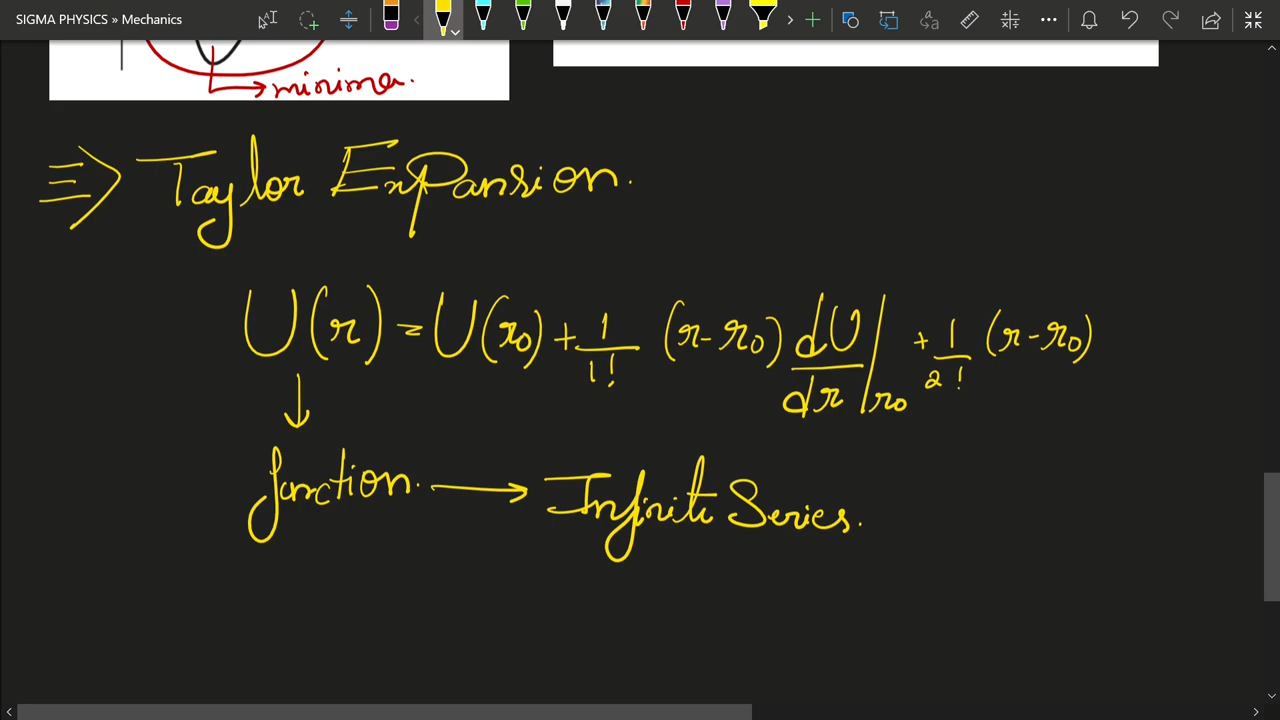 SIGMA PHYSICS » Mechanics
minima.
⇒ Taylor Expansion.
U(r) = U(r₀) + 1/1! (r-r₀) dU/dr|r₀ + 1/2! (r-r₀)
↓
function. → Infinite Series.